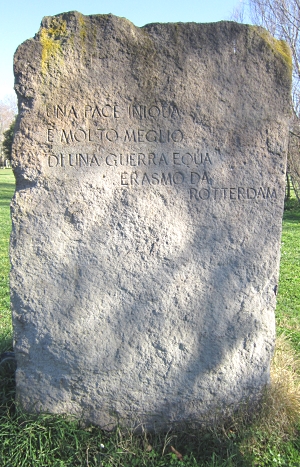 UNA PACE INIQUA
E MOLTO MEGLIO
DI UNA GUERRA EQUA
ERASMO DA
ROTTERDAM